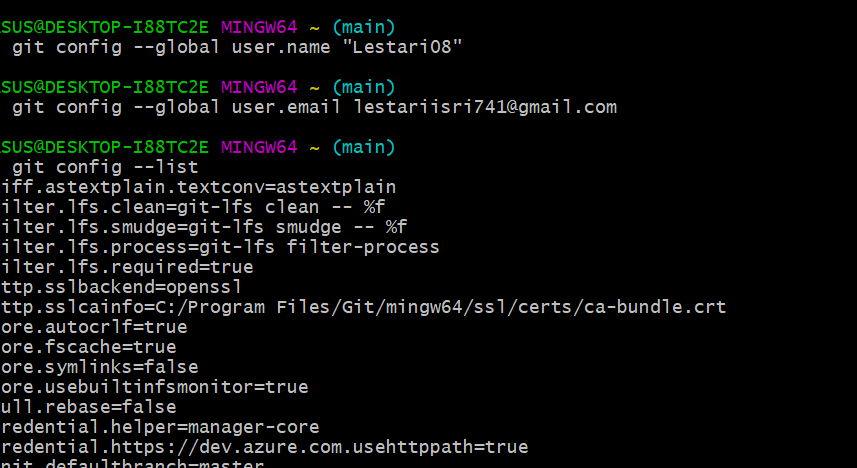 SUS@DESKTOP-I88TC2E MINGW64 ~ (main)
git config --global user.name "Lestari08"
SUS@DESKTOP-I88TC2E MINGW64 ~ (main)
git config --global user.email lestariisri741@gmail.com
SUS@DESKTOP-I88TC2E MINGW64 ~ (main)
git config --list
iff.astextplain.textconv=astextplain
ilter.lfs.clean=git-lfs clean -- %f
ilter.lfs.smudge=git-lfs smudge -- %f
ilter.lfs.process=git-lfs filter-process
ilter.lfs.required=true
ttp.sslbackend=openssl
ttp.sslcainfo=C:/Program Files/Git/mingw64/ssl/certs/ca-bundle.crt
ore.autocrlf=true
ore.fscache=true
ore.symlinks=false
ore.usebuiltinfsmonitor=true
ull.rebase=false
redential.helper=manager-core
redential.https://dev.azure.com.usehttppath=true
nit.defaultbranch=master